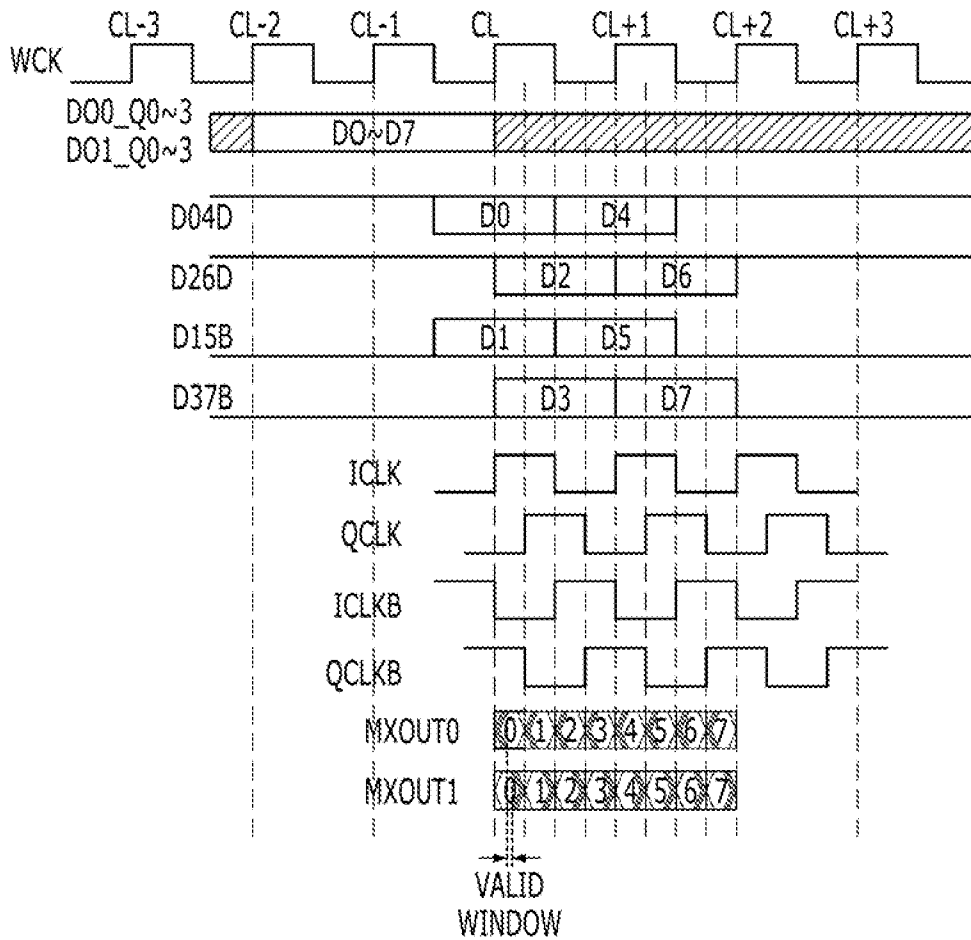 CL-3 CL-2 CL-1 CL CL+1 CL+2 CL+3
WCK
DO0_Q0~3
DO1_Q0~3
DO~D7
D04D D0 D4
D26D D2 D6
D15B D1 D5
D37B D3 D7
ICLK
QCLK
ICLKB
QCLKB
MXOUT0 0 1 2 3 4 5 6 7
MXOUT1 0 1 2 3 4 5 6 7
VALID
WINDOW